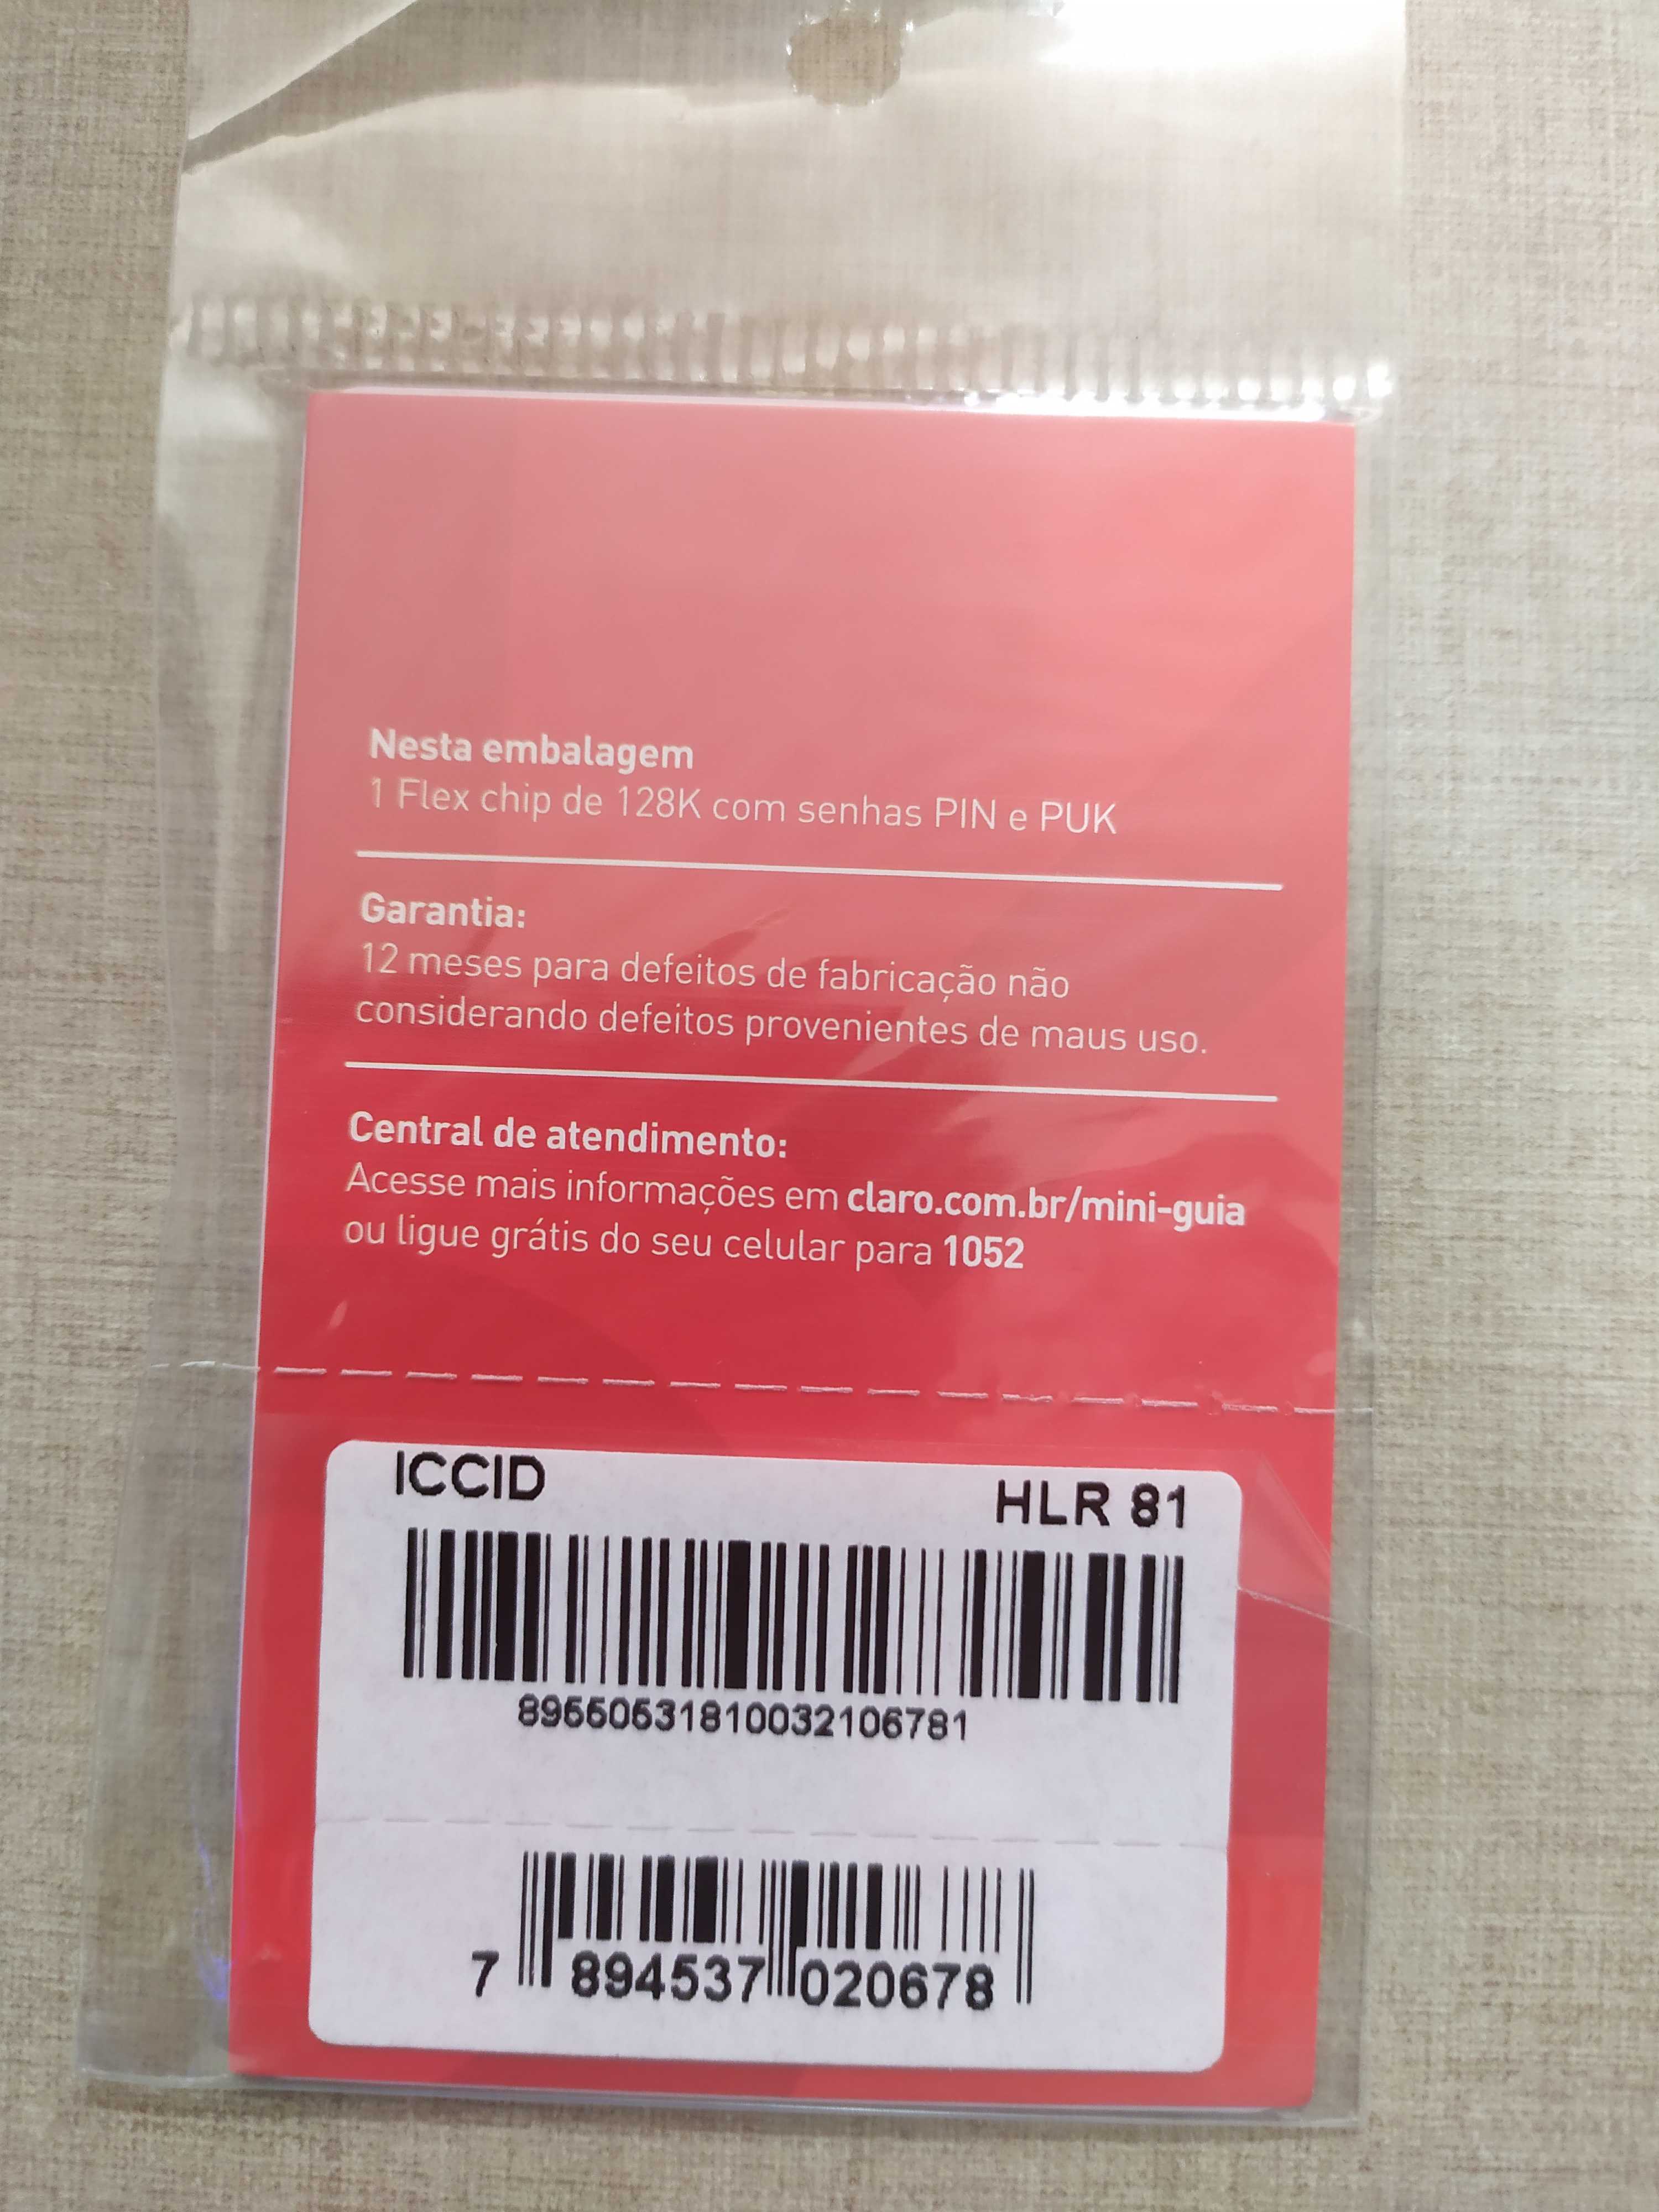 Nesta embalagem
1 Flex chip de 128K com senhas PIN e PUK
Garantia:
12 meses para defeitos de fabricação não
considerando defeitos provenientes de maus uso.
Central de atendimento:
Acesse mais informações em claro.com.br/mini-guia
ou ligue grátis do seu celular para 1052
ICCID HLR 81
89550531810032106781
7 894537 020678